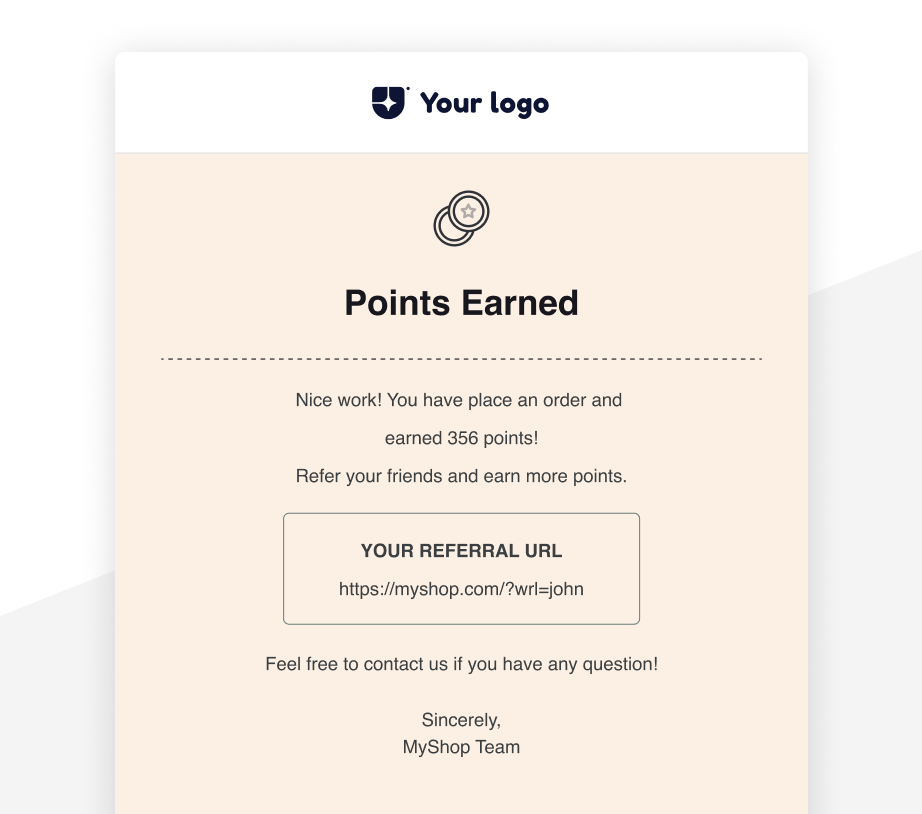 Your logo
Points Earned
Nice work! You have place an order and
earned 356 points!
Refer your friends and earn more points.
YOUR REFERRAL URL
https://myshop.com/?wrl=john
Feel free to contact us if you have any question!
Sincerely,
MyShop Team